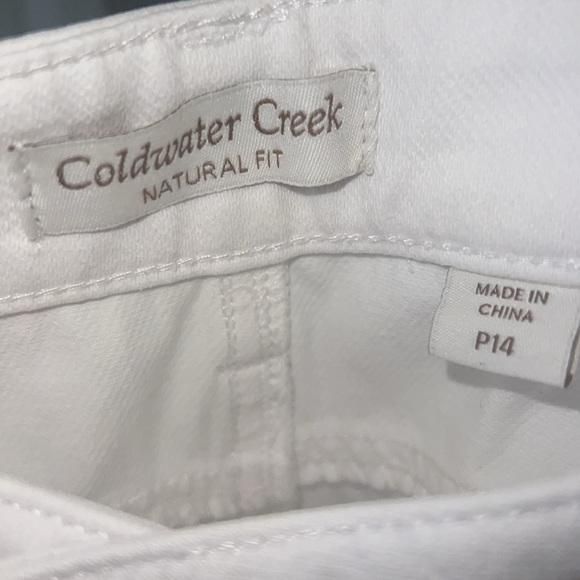 Coldwater Creek
NATURAL FIT
MADE IN
CHINA
P14